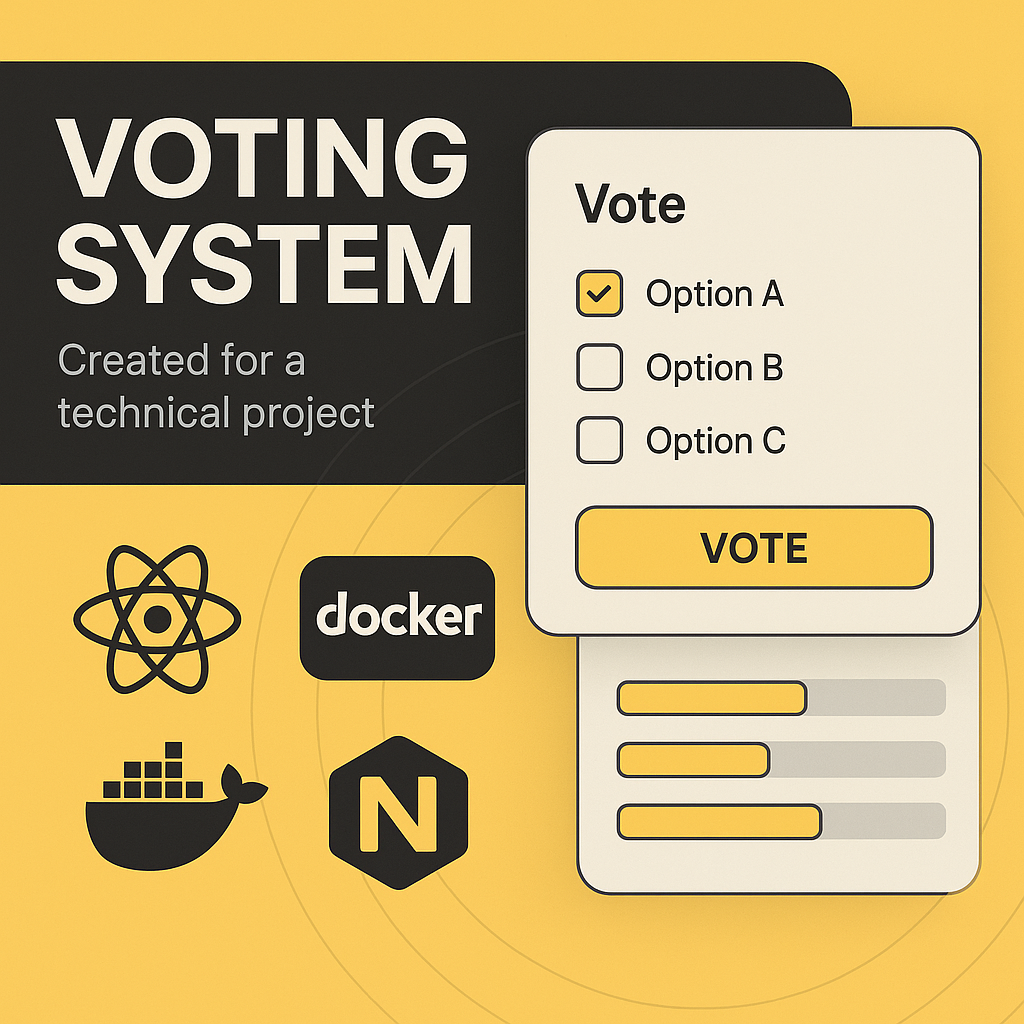 VOTING
SYSTEM
Created for a
technical project
Vote
Option A
Option B
Option C
VOTE
docker
N